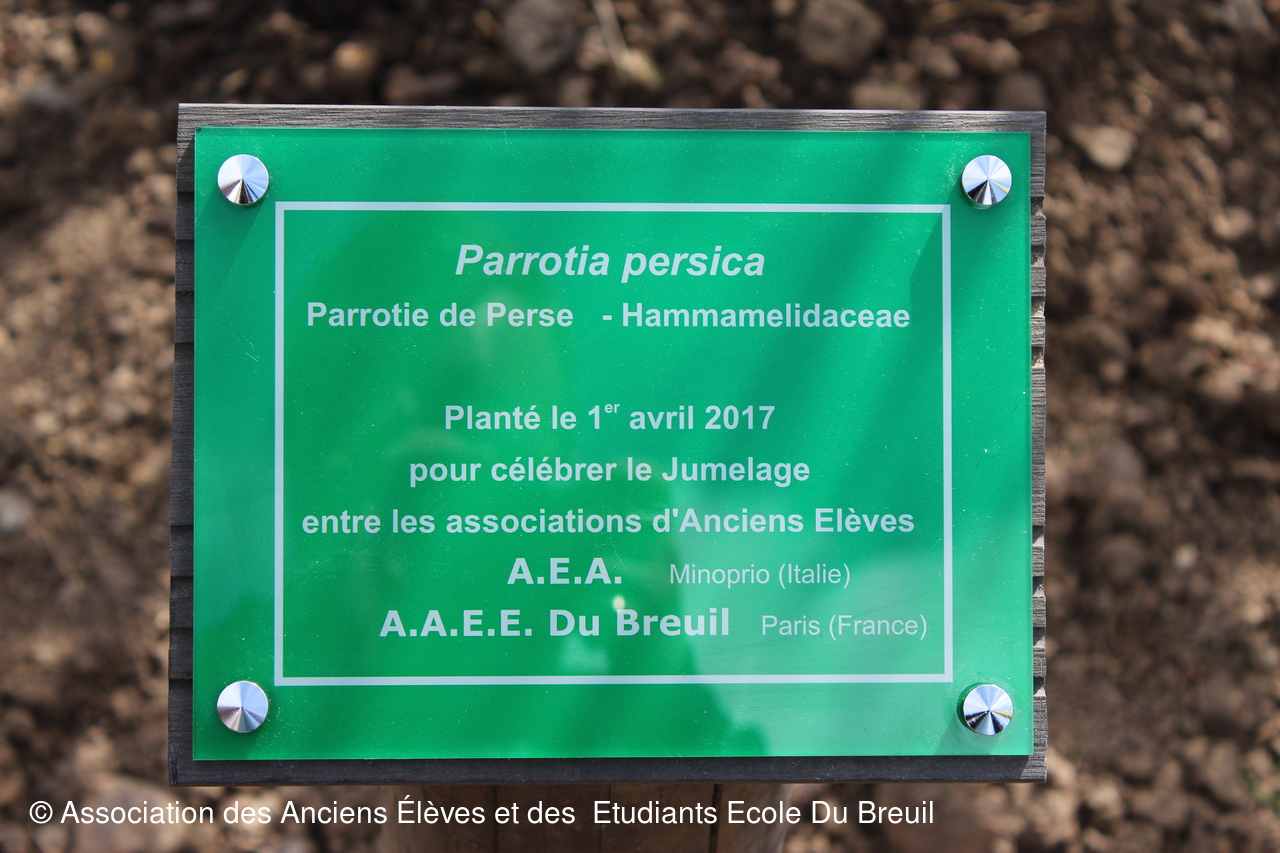 Parrotia persica
Parrotie de Perse - Hammamelidaceae
Planté le 1er avril 2017
pour célébrer le Jumelage
entre les associations d'Anciens Elèves
A.E.A. Minoprio (Italie)
A.A.E.E. Du Breuil Paris (France)
© Association des Anciens Élèves et des Etudiants Ecole Du Breuil